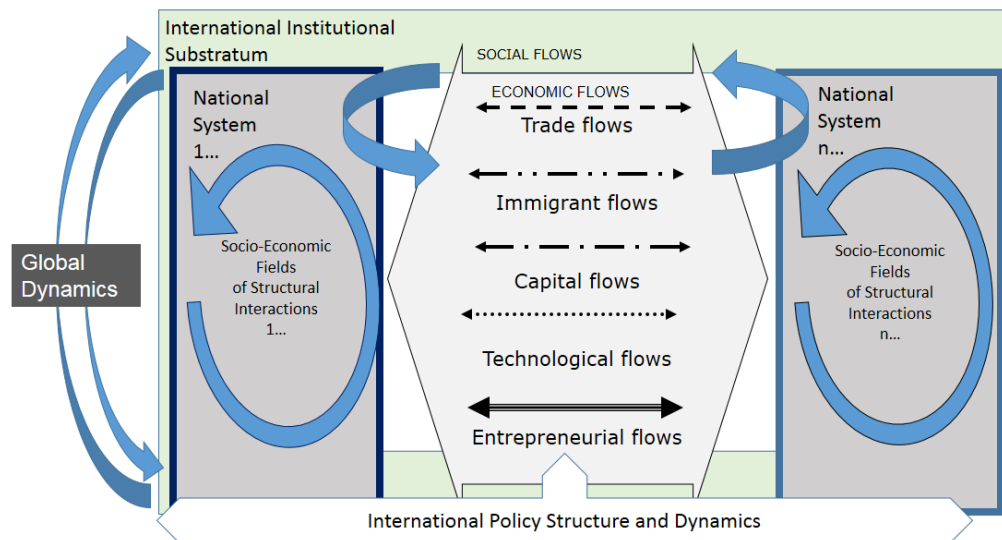 International Institutional
Substratum
SOCIAL FLOWS
National
System
1...
ECONOMIC FLOWS
Trade flows
National
System
n...
Immigrant flows
Socio-Economic
Fields
of Structural
Interactions
1...
Global
Dynamics
Capital flows
Socio-Economic
Fields
of Structural
Interactions
n...
Technological flows
Entrepreneurial flows
International Policy Structure and Dynamics